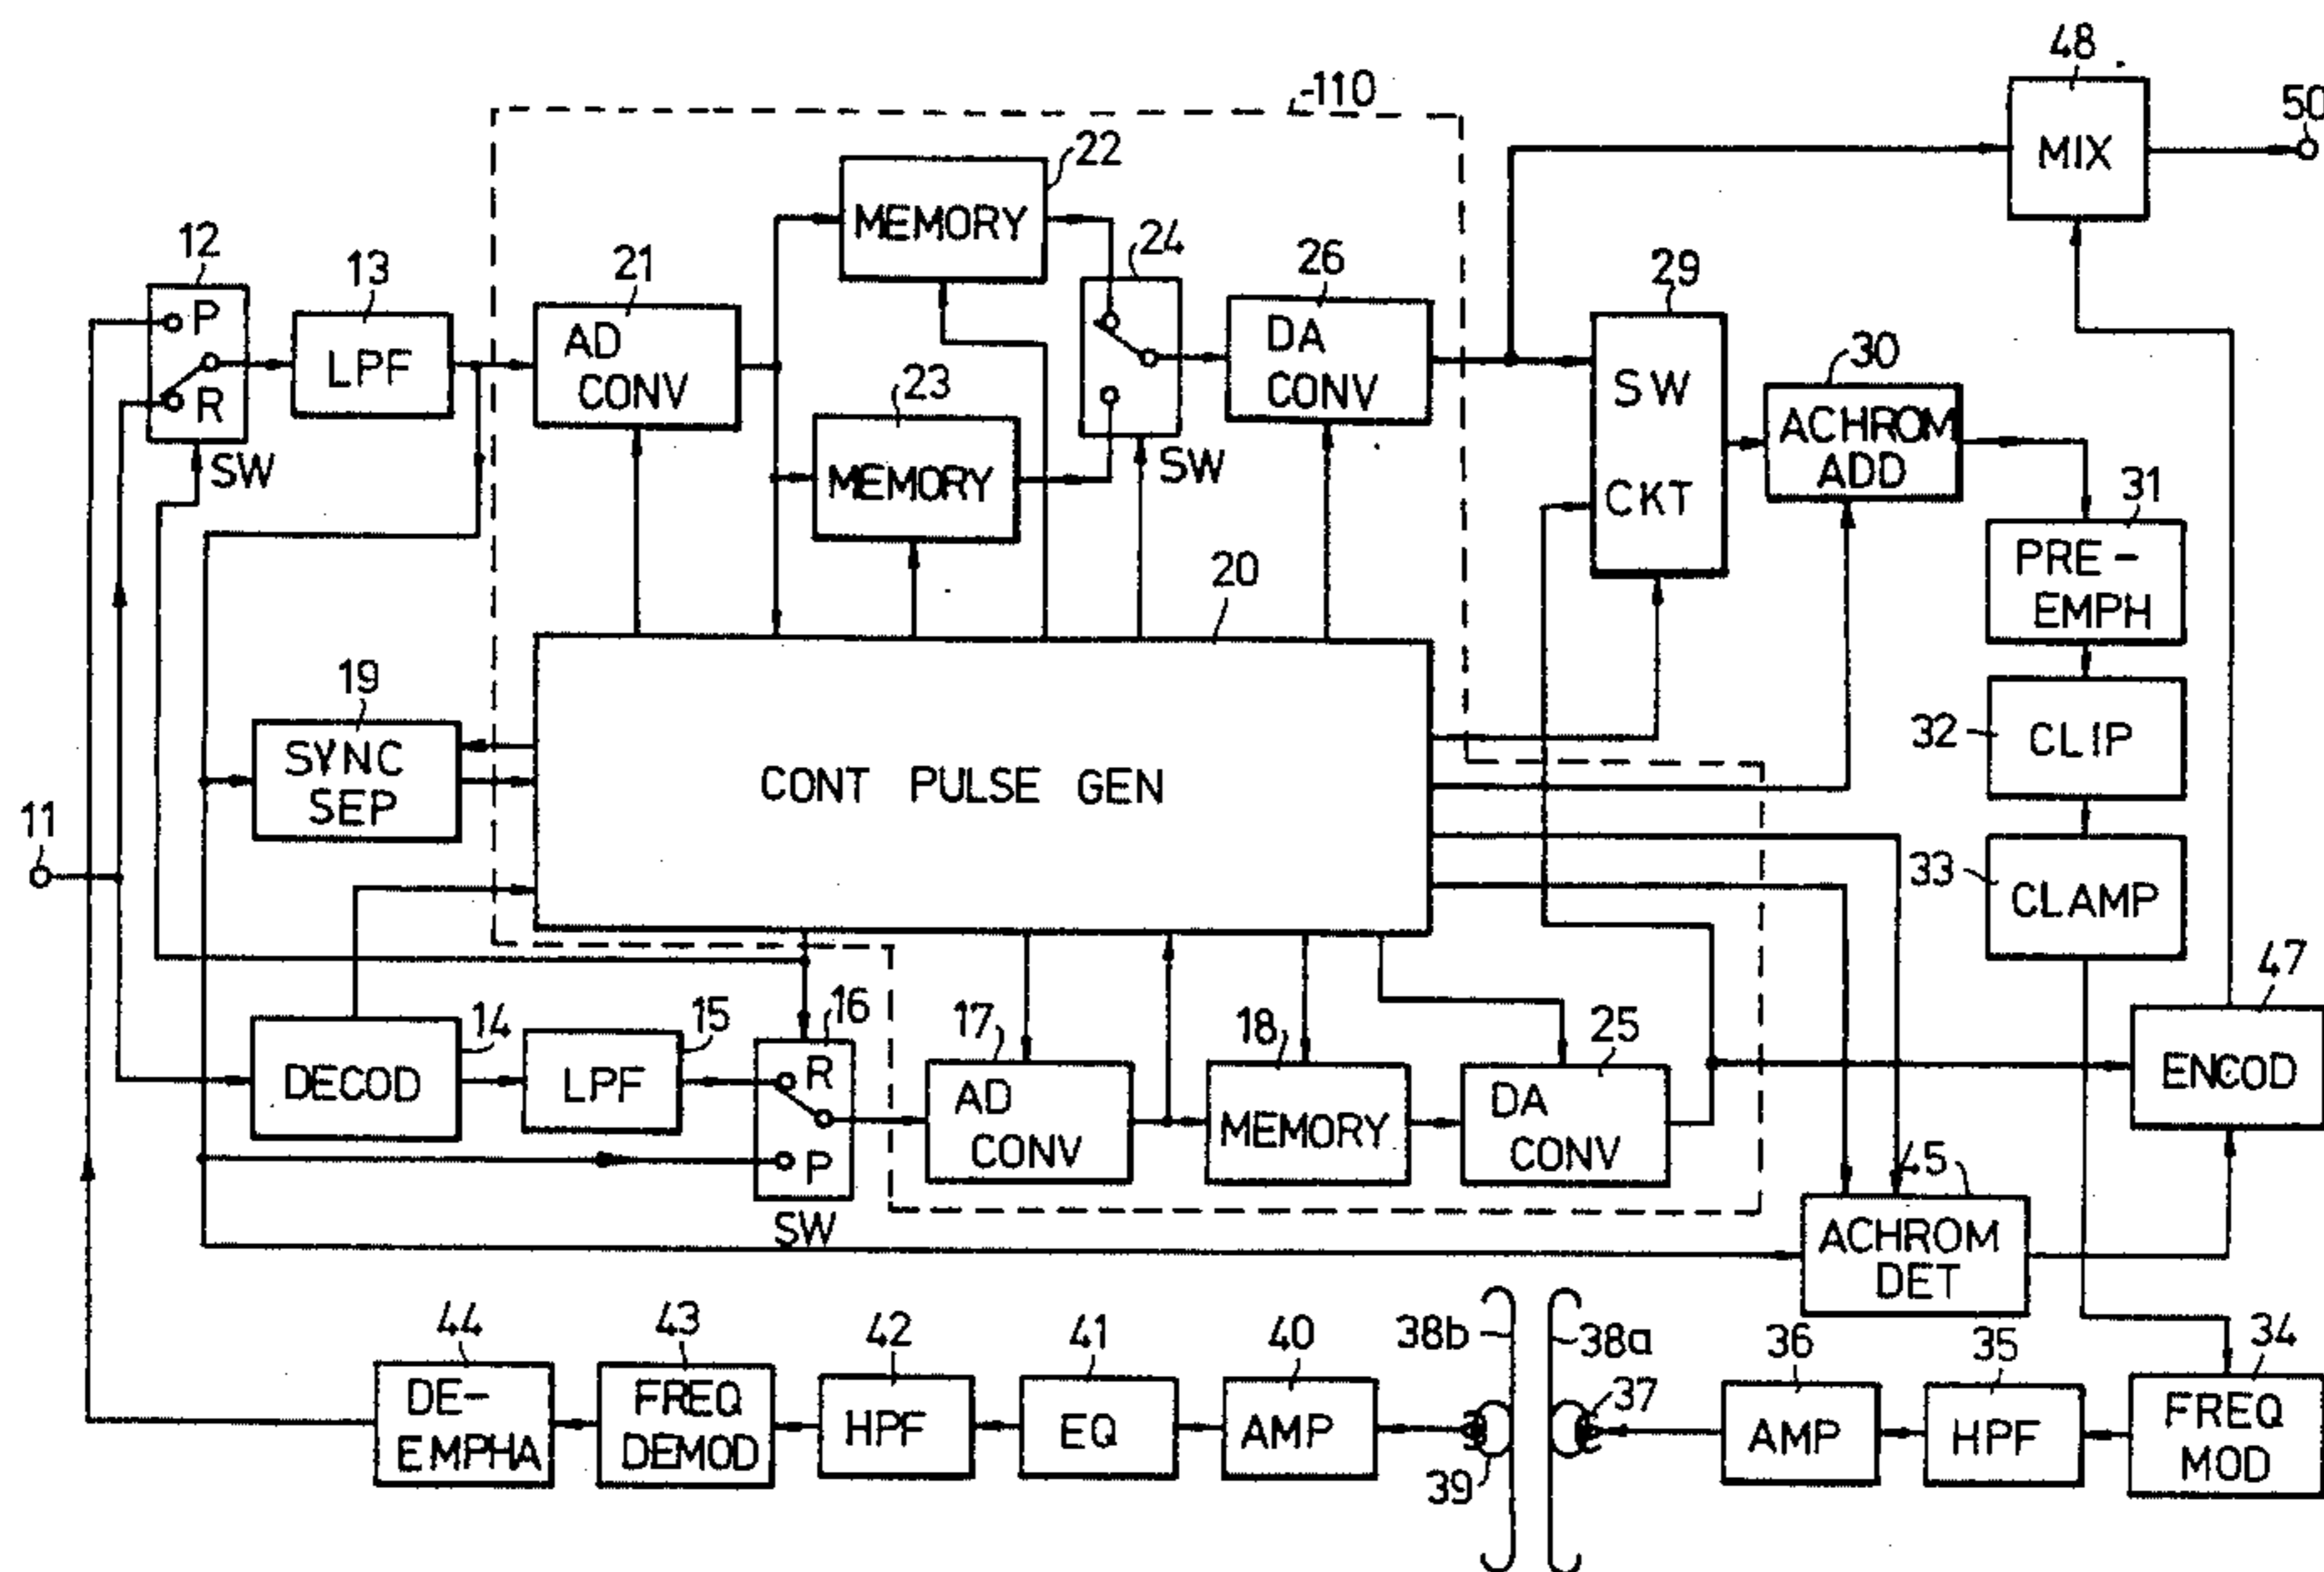 110
48
50
22
MEMORY
MIX
12
P
R
SW
13
LPF
21
AD
CONV
24
SW
26
DA
CONV
29
SW
CKT
23
MEMORY
30
ACHROM
ADD
31
PRE-
EMPH
20
CONT PULSE GEN
19
SYNC
SEP
32
CLIP
11
33
CLAMP
47
ENCOD
14
DECOD
15
LPF
16
R
P
SW
17
AD
CONV
18
MEMORY
25
DA
CONV
45
ACHROM
DET
44
DE-
EMPHA
43
FREQ
DEMOD
42
HPF
41
EQ
40
AMP
38b
38a
39
37
36
AMP
35
HPF
34
FREQ
MOD